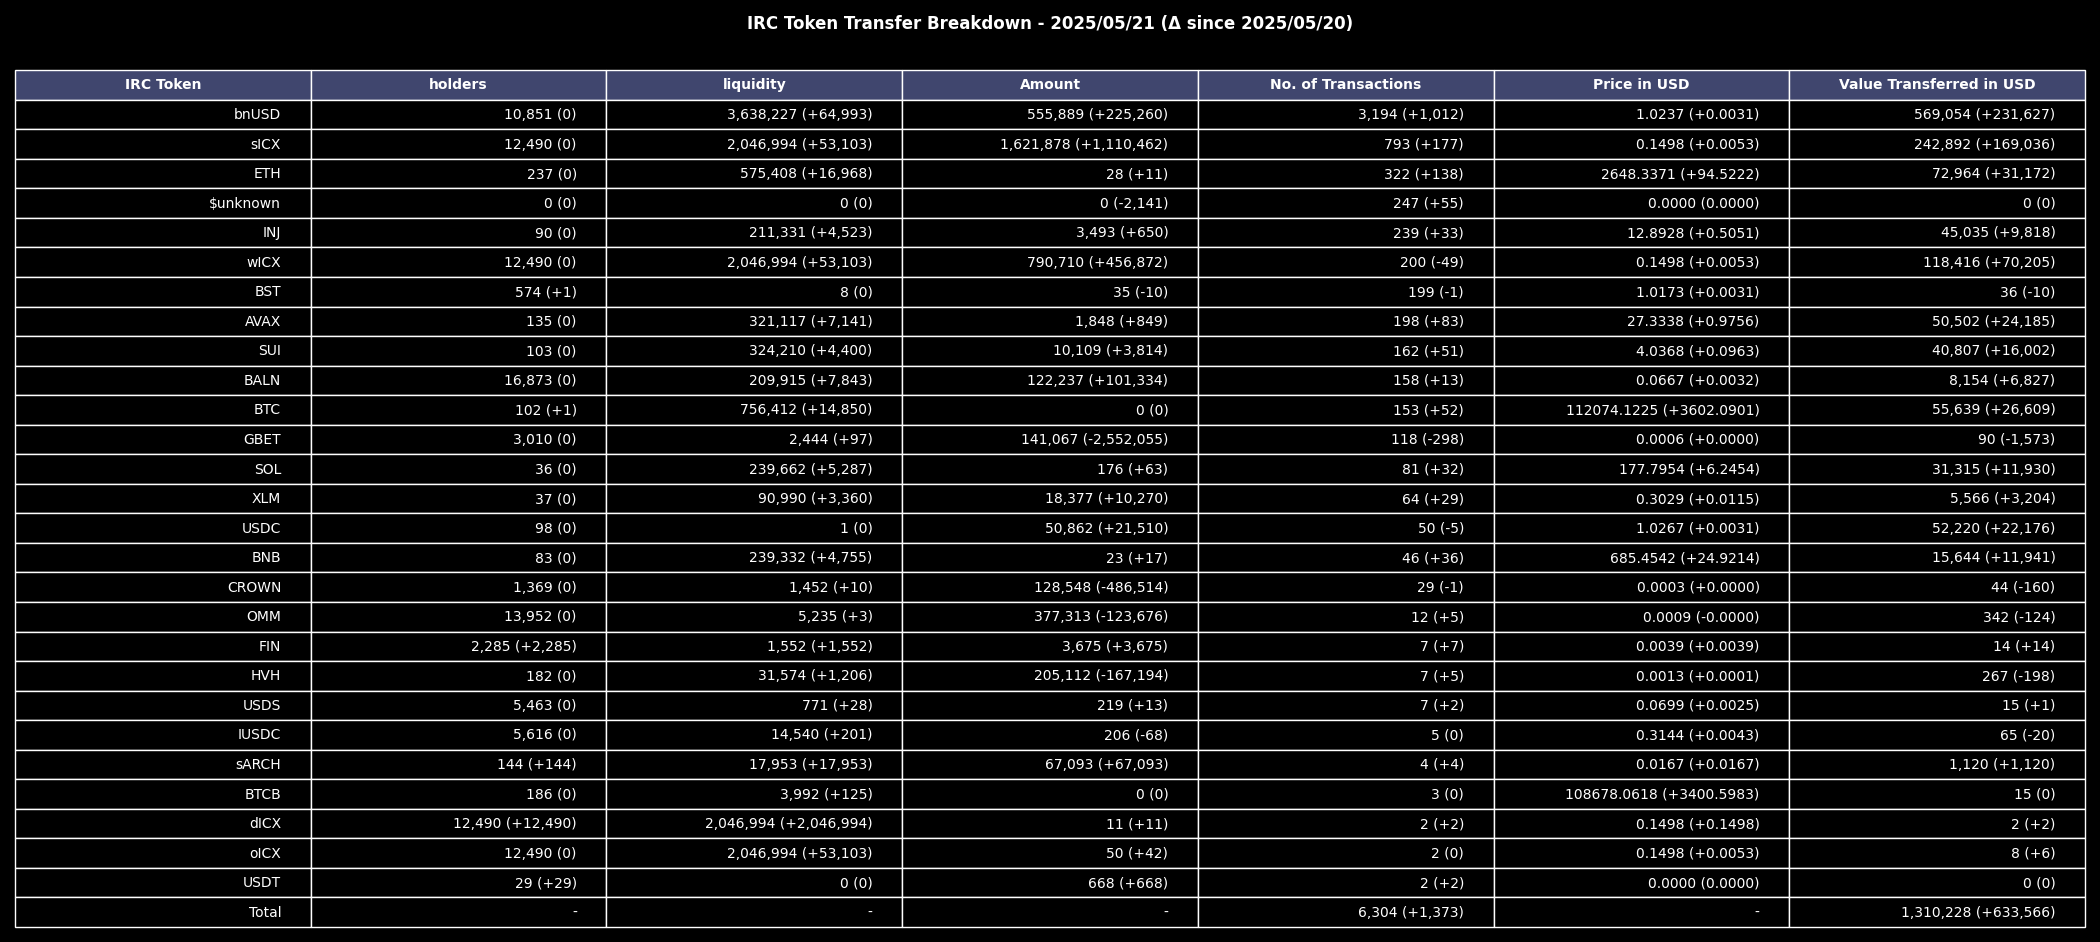 IRC Token Transfer Breakdown - 2025/05/21 (Δ since 2025/05/20)
IRC Token holders liquidity Amount No. of Transactions Price in USD Value Transferred in USD
bnUSD 10,851 (0) 3,638,227 (+64,993) 555,889 (+225,260) 3,194 (+1,012) 1.0237 (+0.0031) 569,054 (+231,627)
sICX 12,490 (0) 2,046,994 (+53,103) 1,621,878 (+1,110,462) 793 (+177) 0.1498 (+0.0053) 242,892 (+169,036)
ETH 237 (0) 575,408 (+16,968) 28 (+11) 322 (+138) 2648.3371 (+94.5222) 72,964 (+31,172)
$unknown 0 (0) 0 (0) 0 (-2,141) 247 (+55) 0.0000 (0.0000) 0 (0)
INJ 90 (0) 211,331 (+4,523) 3,493 (+650) 239 (+33) 12.8928 (+0.5051) 45,035 (+9,818)
wICX 12,490 (0) 2,046,994 (+53,103) 790,710 (+456,872) 200 (-49) 0.1498 (+0.0053) 118,416 (+70,205)
BST 574 (+1) 8 (0) 35 (-10) 199 (-1) 1.0173 (+0.0031) 36 (-10)
AVAX 135 (0) 321,117 (+7,141) 1,848 (+849) 198 (+83) 27.3338 (+0.9756) 50,502 (+24,185)
SUI 103 (0) 324,210 (+4,400) 10,109 (+3,814) 162 (+51) 4.0368 (+0.0963) 40,807 (+16,002)
BALN 16,873 (0) 209,915 (+7,843) 122,237 (+101,334) 158 (+13) 0.0667 (+0.0032) 8,154 (+6,827)
BTC 102 (+1) 756,412 (+14,850) 0 (0) 153 (+52) 112074.1225 (+3602.0901) 55,639 (+26,609)
GBET 3,010 (0) 2,444 (+97) 141,067 (-2,552,055) 118 (-298) 0.0006 (+0.0000) 90 (-1,573)
SOL 36 (0) 239,662 (+5,287) 176 (+63) 81 (+32) 177.7954 (+6.2454) 31,315 (+11,930)
XLM 37 (0) 90,990 (+3,360) 18,377 (+10,270) 64 (+29) 0.3029 (+0.0115) 5,566 (+3,204)
USDC 98 (0) 1 (0) 50,862 (+21,510) 50 (-5) 1.0267 (+0.0031) 52,220 (+22,176)
BNB 83 (0) 239,332 (+4,755) 23 (+17) 46 (+36) 685.4542 (+24.9214) 15,644 (+11,941)
CROWN 1,369 (0) 1,452 (+10) 128,548 (-486,514) 29 (-1) 0.0003 (+0.0000) 44 (-160)
OMM 13,952 (0) 5,235 (+3) 377,313 (-123,676) 12 (+5) 0.0009 (-0.0000) 342 (-124)
FIN 2,285 (+2,285) 1,552 (+1,552) 3,675 (+3,675) 7 (+7) 0.0039 (+0.0039) 14 (+14)
HVH 182 (0) 31,574 (+1,206) 205,112 (-167,194) 7 (+5) 0.0013 (+0.0001) 267 (-198)
USDS 5,463 (0) 771 (+28) 219 (+13) 7 (+2) 0.0699 (+0.0025) 15 (+1)
IUSDC 5,616 (0) 14,540 (+201) 206 (-68) 5 (0) 0.3144 (+0.0043) 65 (-20)
sARCH 144 (+144) 17,953 (+17,953) 67,093 (+67,093) 4 (+4) 0.0167 (+0.0167) 1,120 (+1,120)
BTCB 186 (0) 3,992 (+125) 0 (0) 3 (0) 108678.0618 (+3400.5983) 15 (0)
dICX 12,490 (+12,490) 2,046,994 (+2,046,994) 11 (+11) 2 (+2) 0.1498 (+0.1498) 2 (+2)
oICX 12,490 (0) 2,046,994 (+53,103) 50 (+42) 2 (0) 0.1498 (+0.0053) 8 (+6)
USDT 29 (+29) 0 (0) 668 (+668) 2 (+2) 0.0000 (0.0000) 0 (0)
Total - - - 6,304 (+1,373) - 1,310,228 (+633,566)